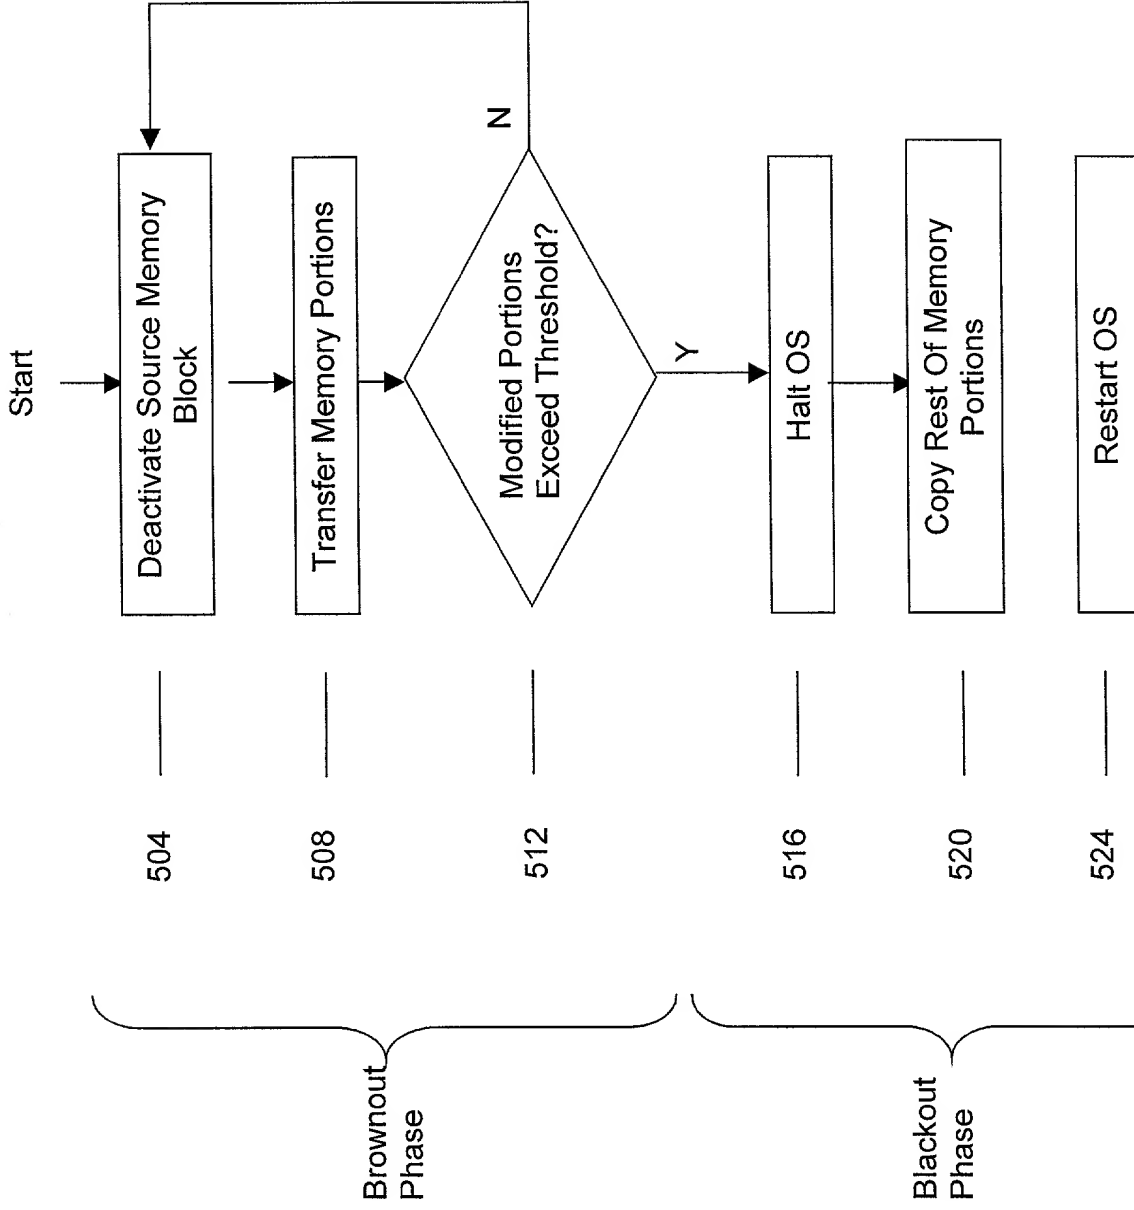 Start
504
Deactivate Source Memory
Block
508
Transfer Memory Portions
512
Modified Portions
Exceed Threshold?
N
Y
Brownout
Phase
516
Halt OS
520
Copy Rest Of Memory
Portions
524
Restart OS
Blackout
Phase